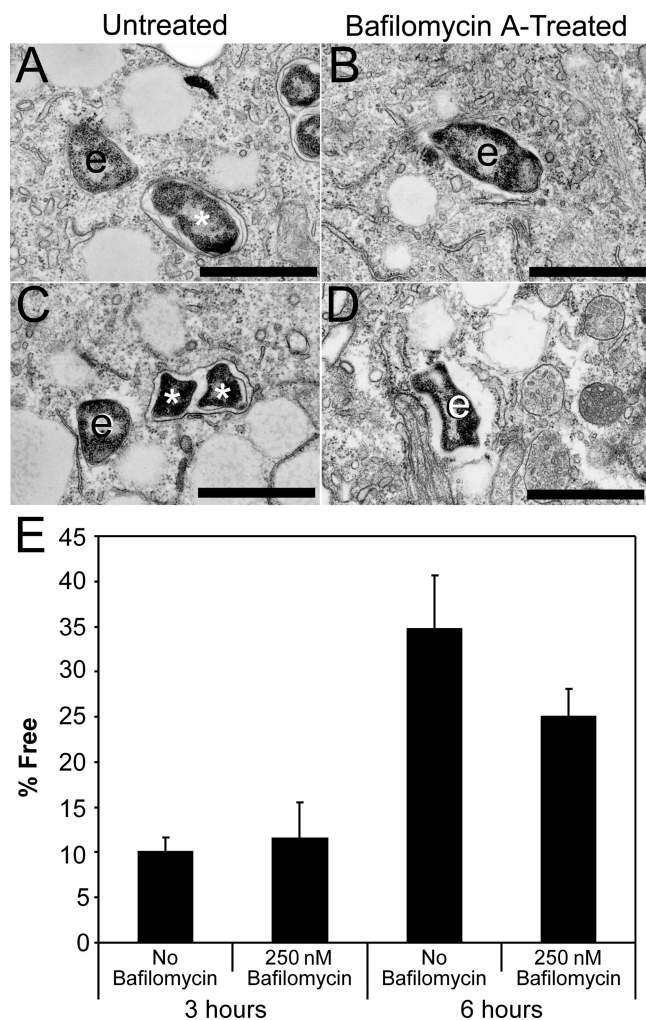 Untreated
Bafilomycin A-Treated
A
B
e
*
e
C
D
e
*
*
e
E
% Free
45
40
35
30
25
20
15
10
5
0
No
Bafilomycin
250 nM
Bafilomycin
No
Bafilomycin
250 nM
Bafilomycin
3 hours
6 hours